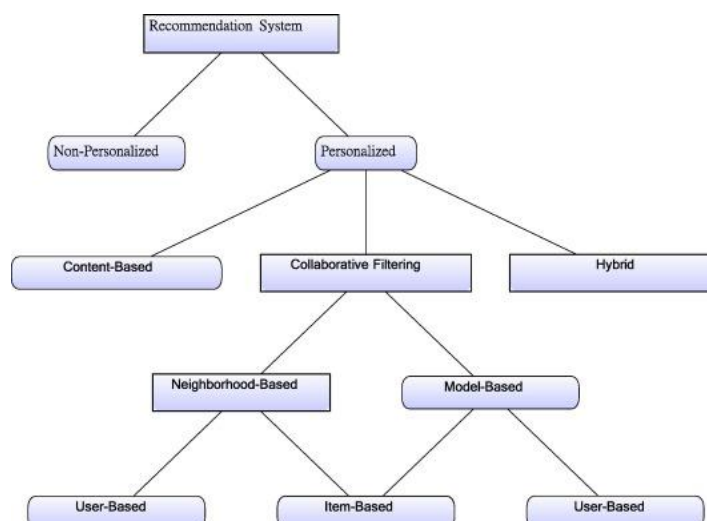 Recommendation System
Non-Personalized
Personalized
Content-Based
Collaborative Filtering
Hybrid
Neighborhood-Based
Model-Based
User-Based
Item-Based
User-Based